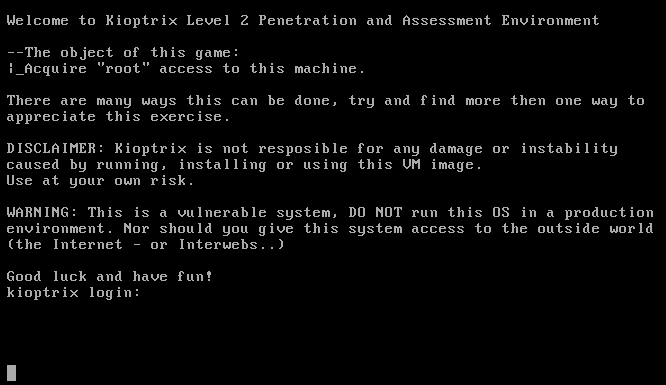 Welcome to Kioptrix Level 2 Penetration and Assessment Environment
--The object of this game:
|_Acquire "root" access to this machine.
There are many ways this can be done, try and find more then one way to
appreciate this exercise.
DISCLAIMER: Kioptrix is not resposible for any damage or instability
caused by running, installing or using this VM image.
Use at your own risk.
WARNING: This is a vulnerable system, DO NOT run this OS in a production
environment. Nor should you give this system access to the outside world
(the Internet - or Interwebs..)
Good luck and have fun!
kioptrix login: